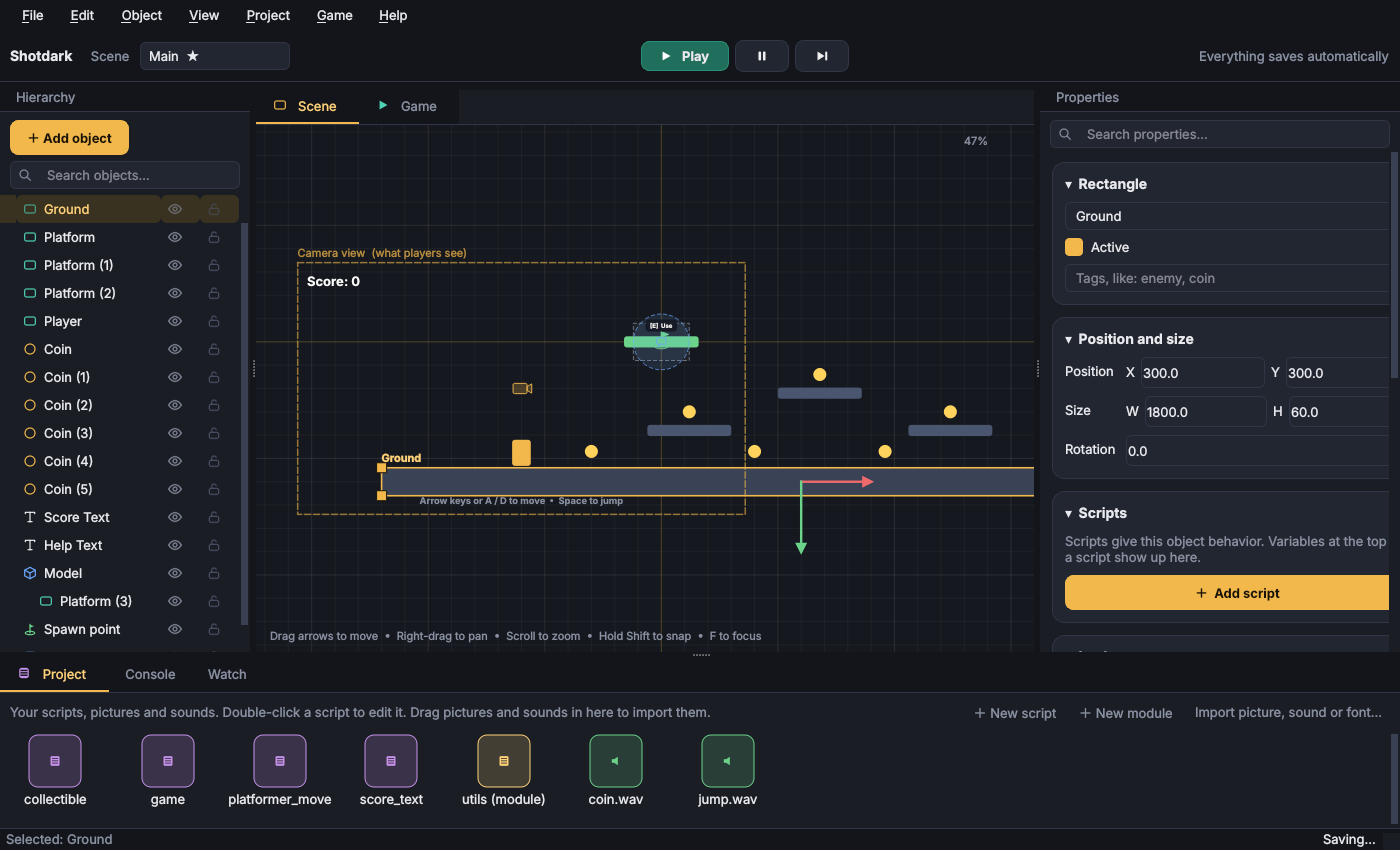 File Edit Object View Project Game Help
Shotdark Scene Main ★ Play Everything saves automatically
Hierarchy
+ Add object
Search objects...
Ground
Platform
Platform (1)
Platform (2)
Player
Coin
Coin (1)
Coin (2)
Coin (3)
Coin (4)
Coin (5)
Score Text
Help Text
Model
Platform (3)
Spawn point
Scene Game
47%
Camera view (what players see)
Score: 0
[E] Use
Ground
Arrow keys or A / D to move • Space to jump
Drag arrows to move • Right-drag to pan • Scroll to zoom • Hold Shift to snap • F to focus
Properties
Search properties...
▼ Rectangle
Ground
Active
Tags, like: enemy, coin
▼ Position and size
Position X 300.0 Y 300.0
Size W 1800.0 H 60.0
Rotation 0.0
▼ Scripts
Scripts give this object behavior. Variables at the top
a script show up here.
+ Add script
Project Console Watch
Your scripts, pictures and sounds. Double-click a script to edit it. Drag pictures and sounds in here to import them.
+ New script + New module Import picture, sound or font...
collectible game platformer_move score_text utils (module) coin.wav jump.wav
Selected: Ground Saving...